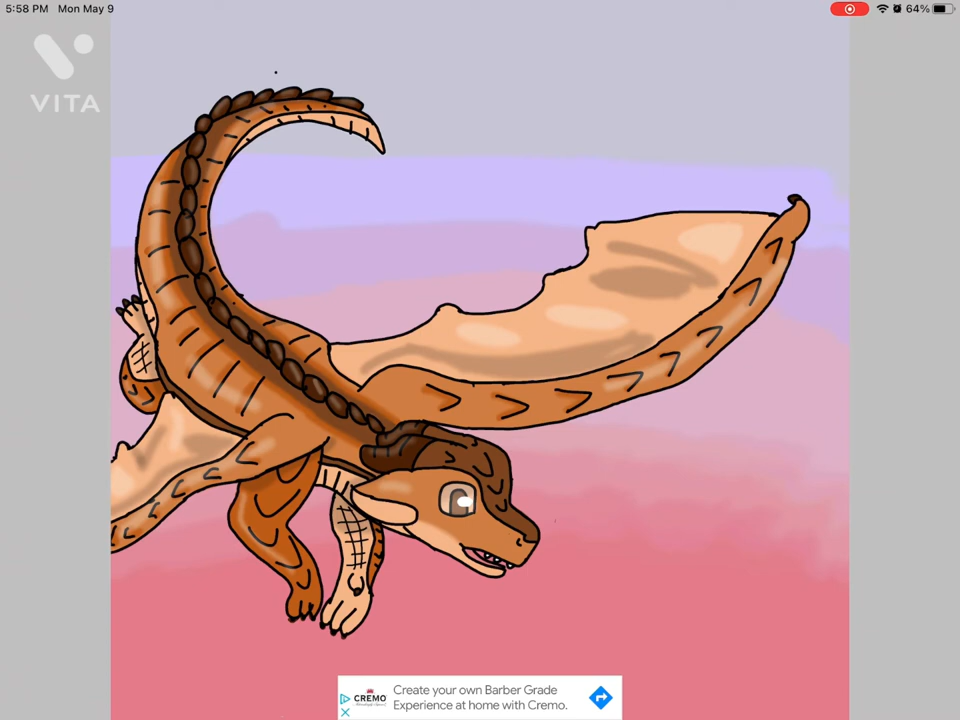 5:58 PM Mon May 9
64%
VITA
CREMO
Create your own Barber Grade
Experience at home with Cremo.